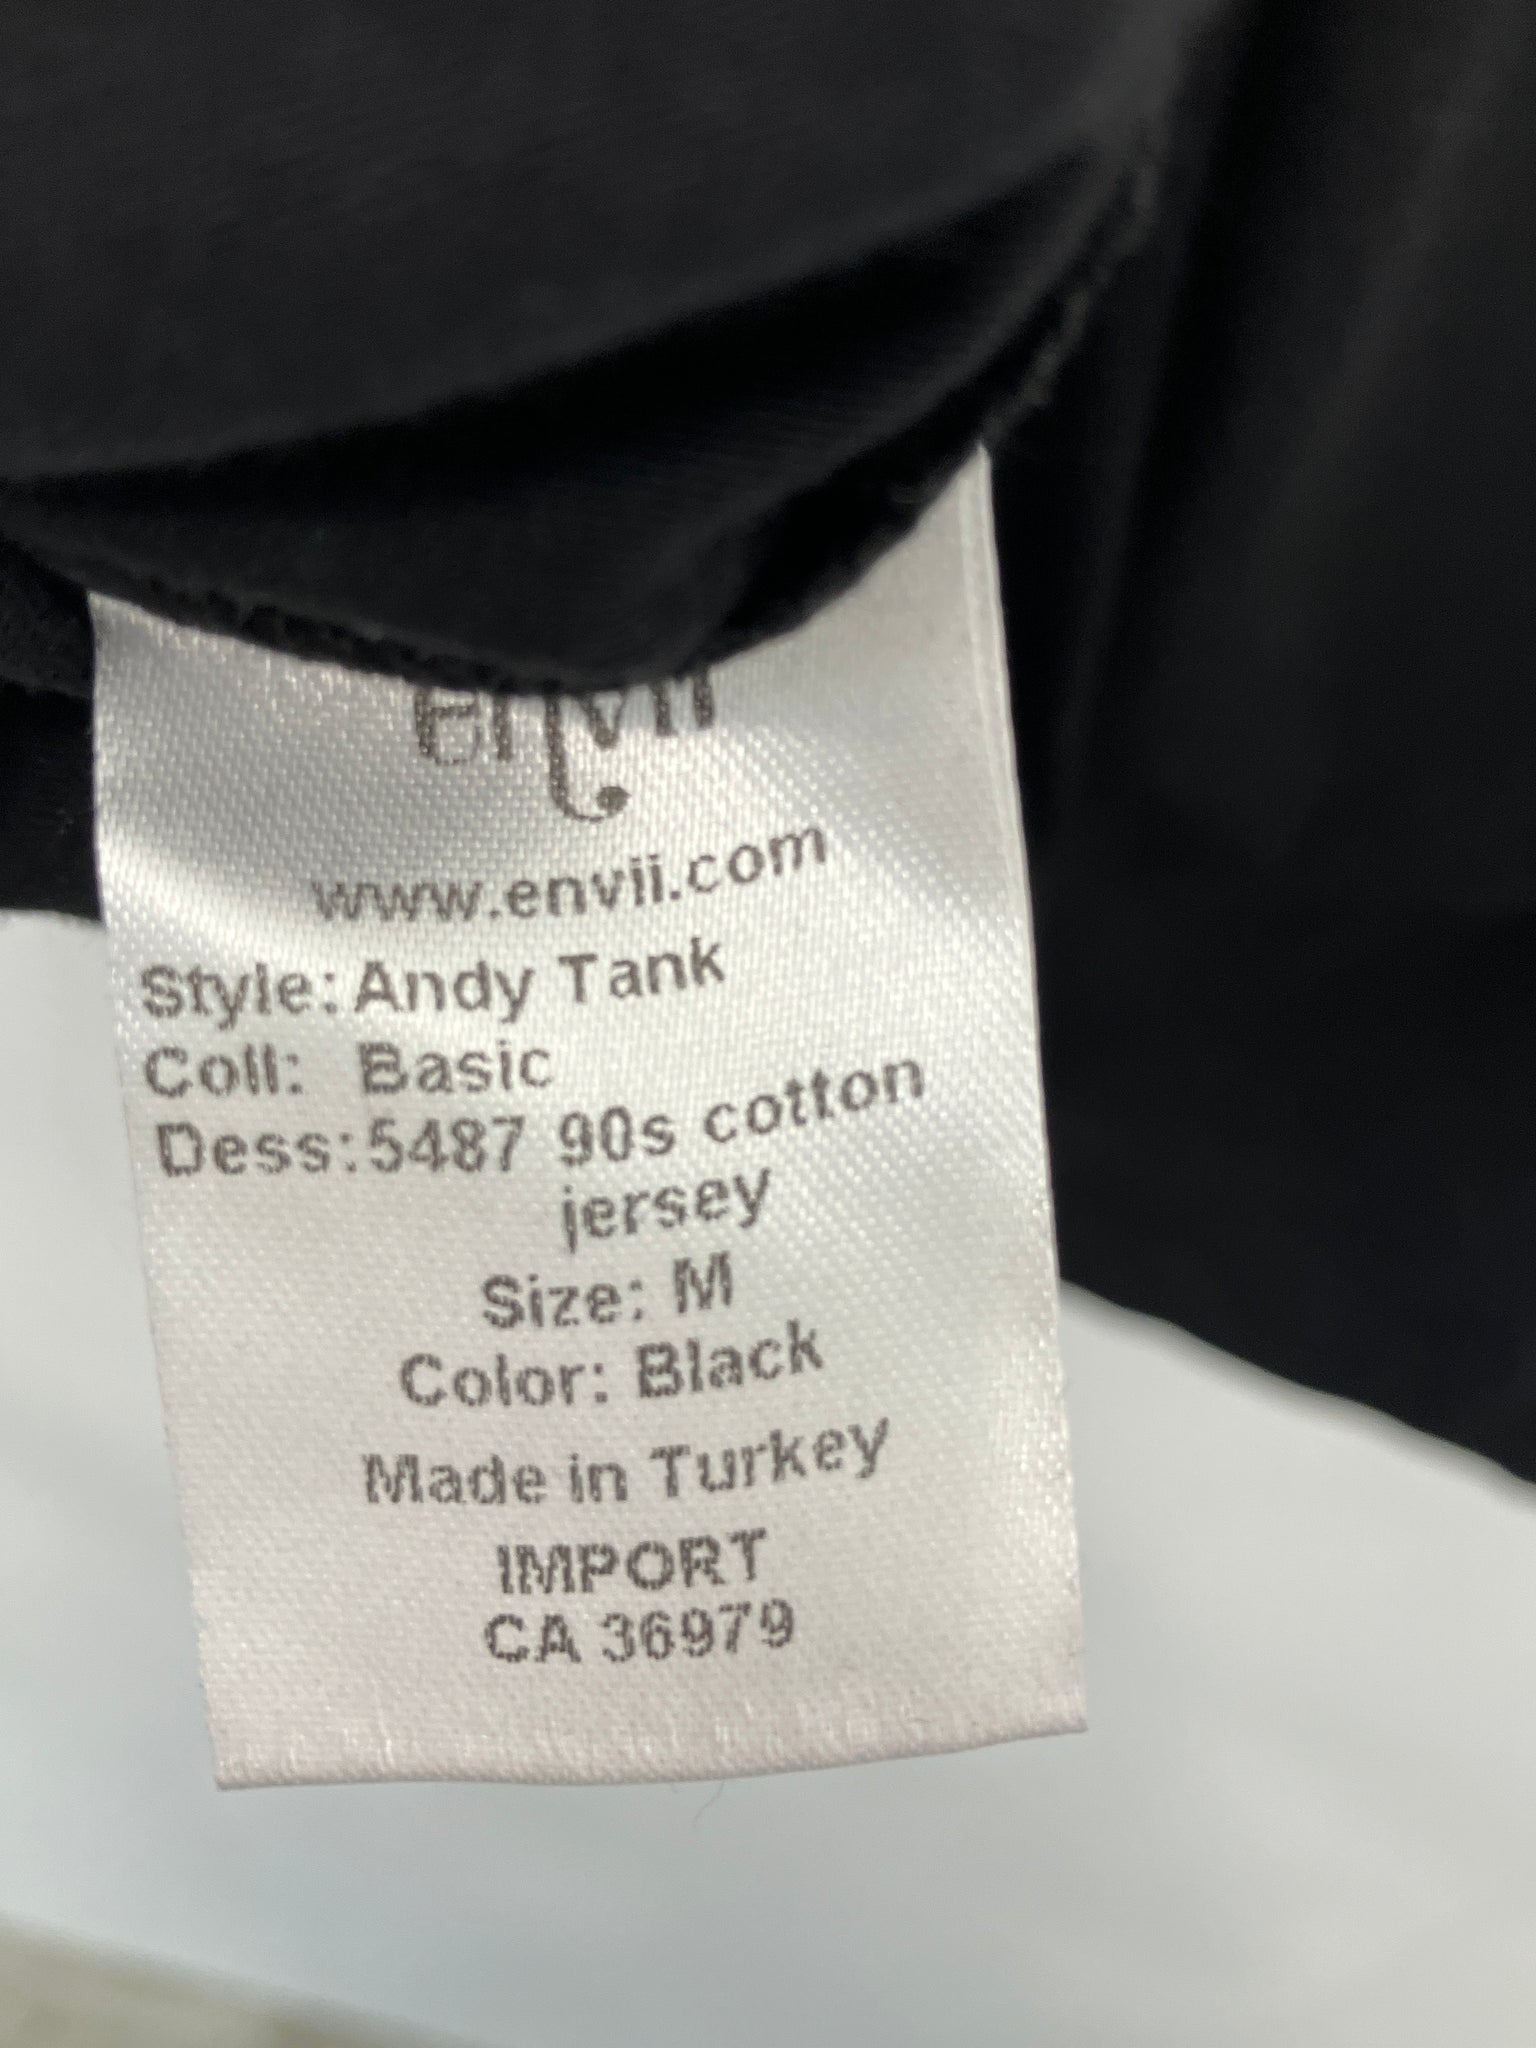 envii
www.envii.com
Style: Andy Tank
Coll: Basic
Dess: 5487 90s cotton
jersey
Size: M
Color: Black
Made in Turkey
IMPORT
CA 36979